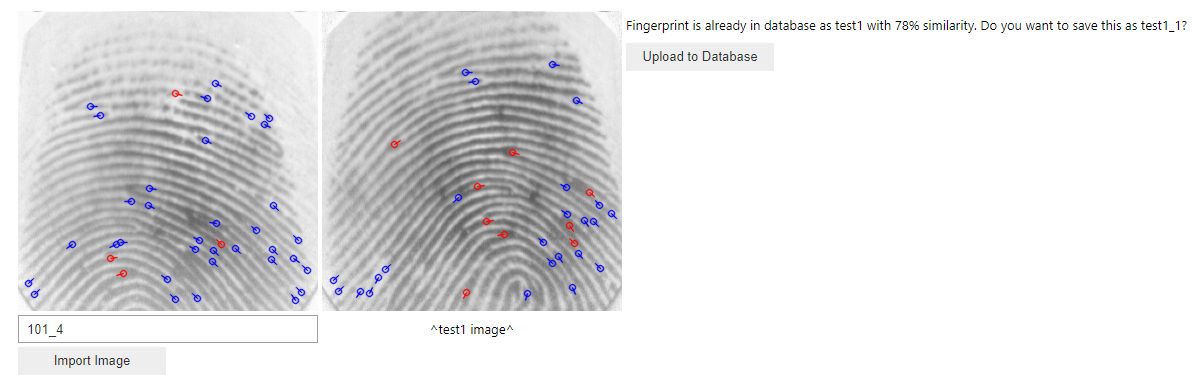 Fingerprint is already in database as test1 with 78% similarity. Do you want to save this as test1_1?
Upload to Database
101_4
^test1 image^
Import Image